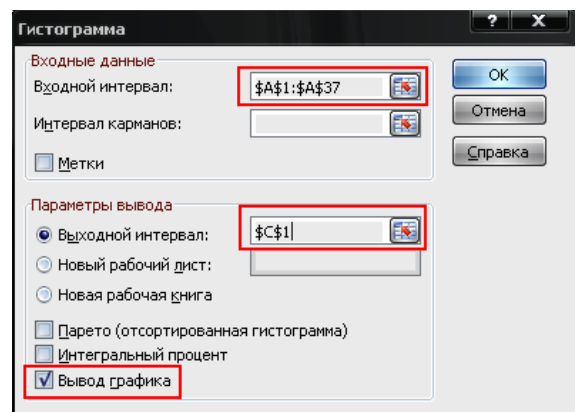 Гистограмма ? X
Входные данные
Входной интервал: $A$1:$A$37
Интервал карманов:
Метки
OK
Отмена
Справка
Параметры вывода
Выходной интервал: $C$1
Новый рабочий лист:
Новая рабочая книга
Парето (отсортированная гистограмма)
Интегральный процент
Вывод графика